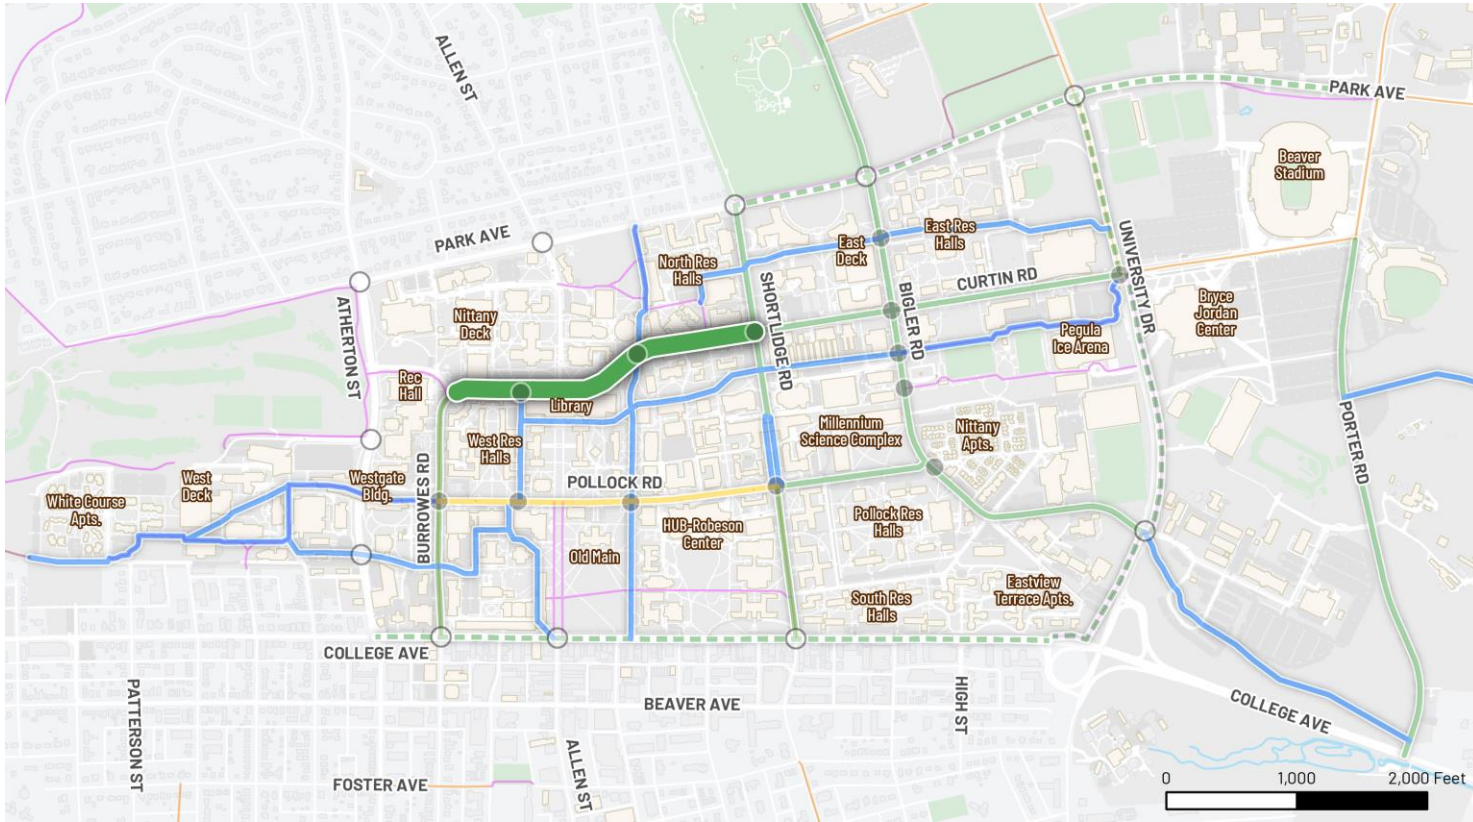 ALLEN ST
PARK AVE
Beaver
Stadium
PARK AVE
East Res
Halls
East
Deck
North Res
Halls
UNIVERSITY DR
CURTIN RD
SHORTLIDGE RD
BIGLER RD
ATHERTON ST
Nittany
Deck
Bryce
Jordan
Center
Pegula
Ice Arena
Rec
Hall
Library
PORTER RD
West Res
Halls
Millennium
Science Complex
Nittany
Apts.
BURROWES RD
West
Deck
Westgate
Bldg.
White Course
Apts.
POLLOCK RD
HUB-Robeson
Center
Pollock Res
Halls
Old Main
South Res
Halls
Eastview
Terrace Apts.
COLLEGE AVE
PATTERSON ST
BEAVER AVE
HIGH ST
COLLEGE AVE
ALLEN ST
FOSTER AVE
0 1,000 2,000 Feet